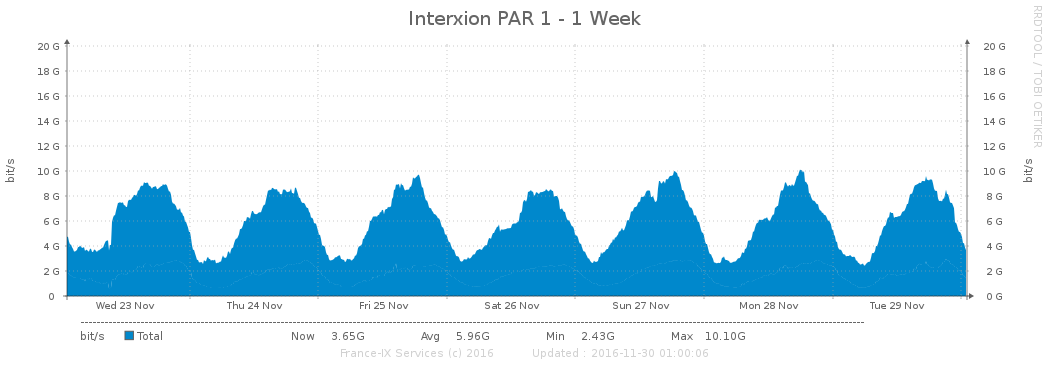 Interxion PAR 1 - 1 Week
RRDTOOL / TOBI OETIKER
20 G 20 G
18 G 18 G
16 G 16 G
14 G 14 G
12 G 12 G
10 G 10 G
8 G 8 G
6 G 6 G
4 G 4 G
2 G 2 G
0 0 G
bit/s bit/s
Wed 23 Nov Thu 24 Nov Fri 25 Nov Sat 26 Nov Sun 27 Nov Mon 28 Nov Tue 29 Nov
bit/s Total Now 3.65G Avg 5.96G Min 2.43G Max 10.10G
France-IX Services (c) 2016 Updated : 2016-11-30 01:00:06